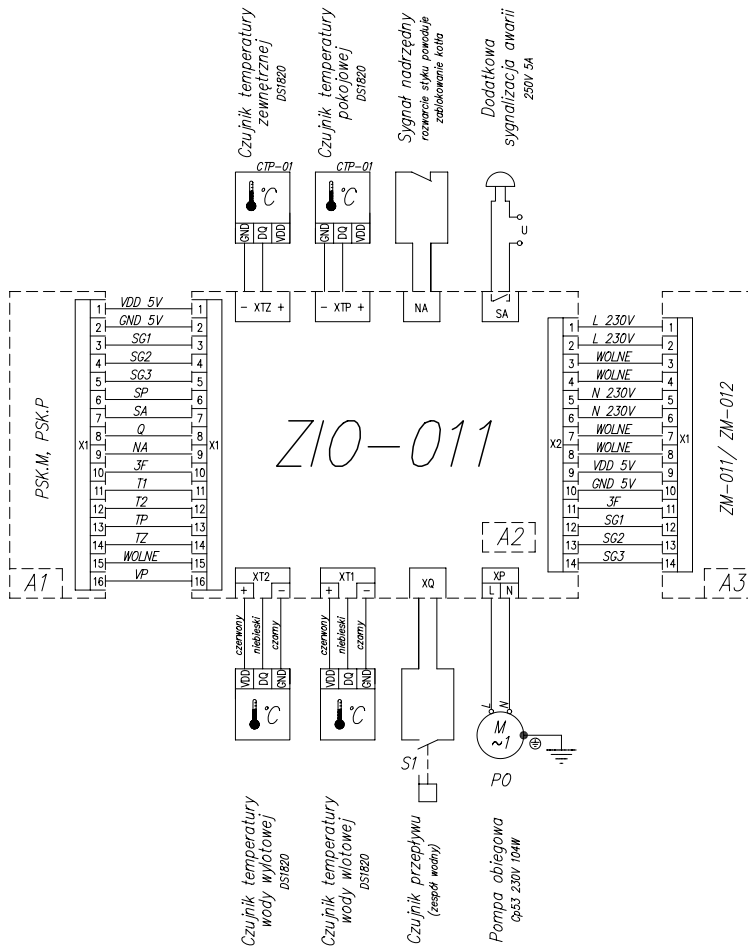 Czujnik temperatury
zewnętrznej
DS1820
Czujnik temperatury
pokojowej
DS1820
Sygnał nadrzędny
rozwarcie styku powoduje
zablokowanie kotła
Dodatkowa
sygnalizacja awarii
250V 5A
CTP-01
°C
GND DQ VDD
CTP-01
°C
GND DQ VDD
U
- XTZ +
- XTP +
NA
SA
PSK.M, PSK.P
X1
1 VDD 5V 1
2 GND 5V 2
3 SG1 3
4 SG2 4
5 SG3 5
6 SP 6
7 SA 7
8 Q 8
9 NA 9
10 3F 10
11 T1 11
12 T2 12
13 TP 13
14 TZ 14
15 WOLNE 15
16 VP 16
X1
A1
ZIO-011
A2
X2
1 L 230V 1
2 L 230V 2
3 WOLNE 3
4 WOLNE 4
5 N 230V 5
6 N 230V 6
7 WOLNE 7
8 WOLNE 8
9 VDD 5V 9
10 GND 5V 10
11 3F 11
12 SG1 12
13 SG2 13
14 SG3 14
X1
ZM-011/ ZM-012
A3
XT2
+ -
czerwony
niebieski
czarny
VDD DQ GND
°C
XT1
+ -
czerwony
niebieski
czarny
VDD DQ GND
°C
XQ
S1
XP
L N
L N
M
~1
PO
Czujnik temperatury
wody wylotowej
DS1820
Czujnik temperatury
wody wlotowej
DS1820
Czujnik przepływu
(zespół wodny)
Pompa obiegowa
Op53 230V 104W